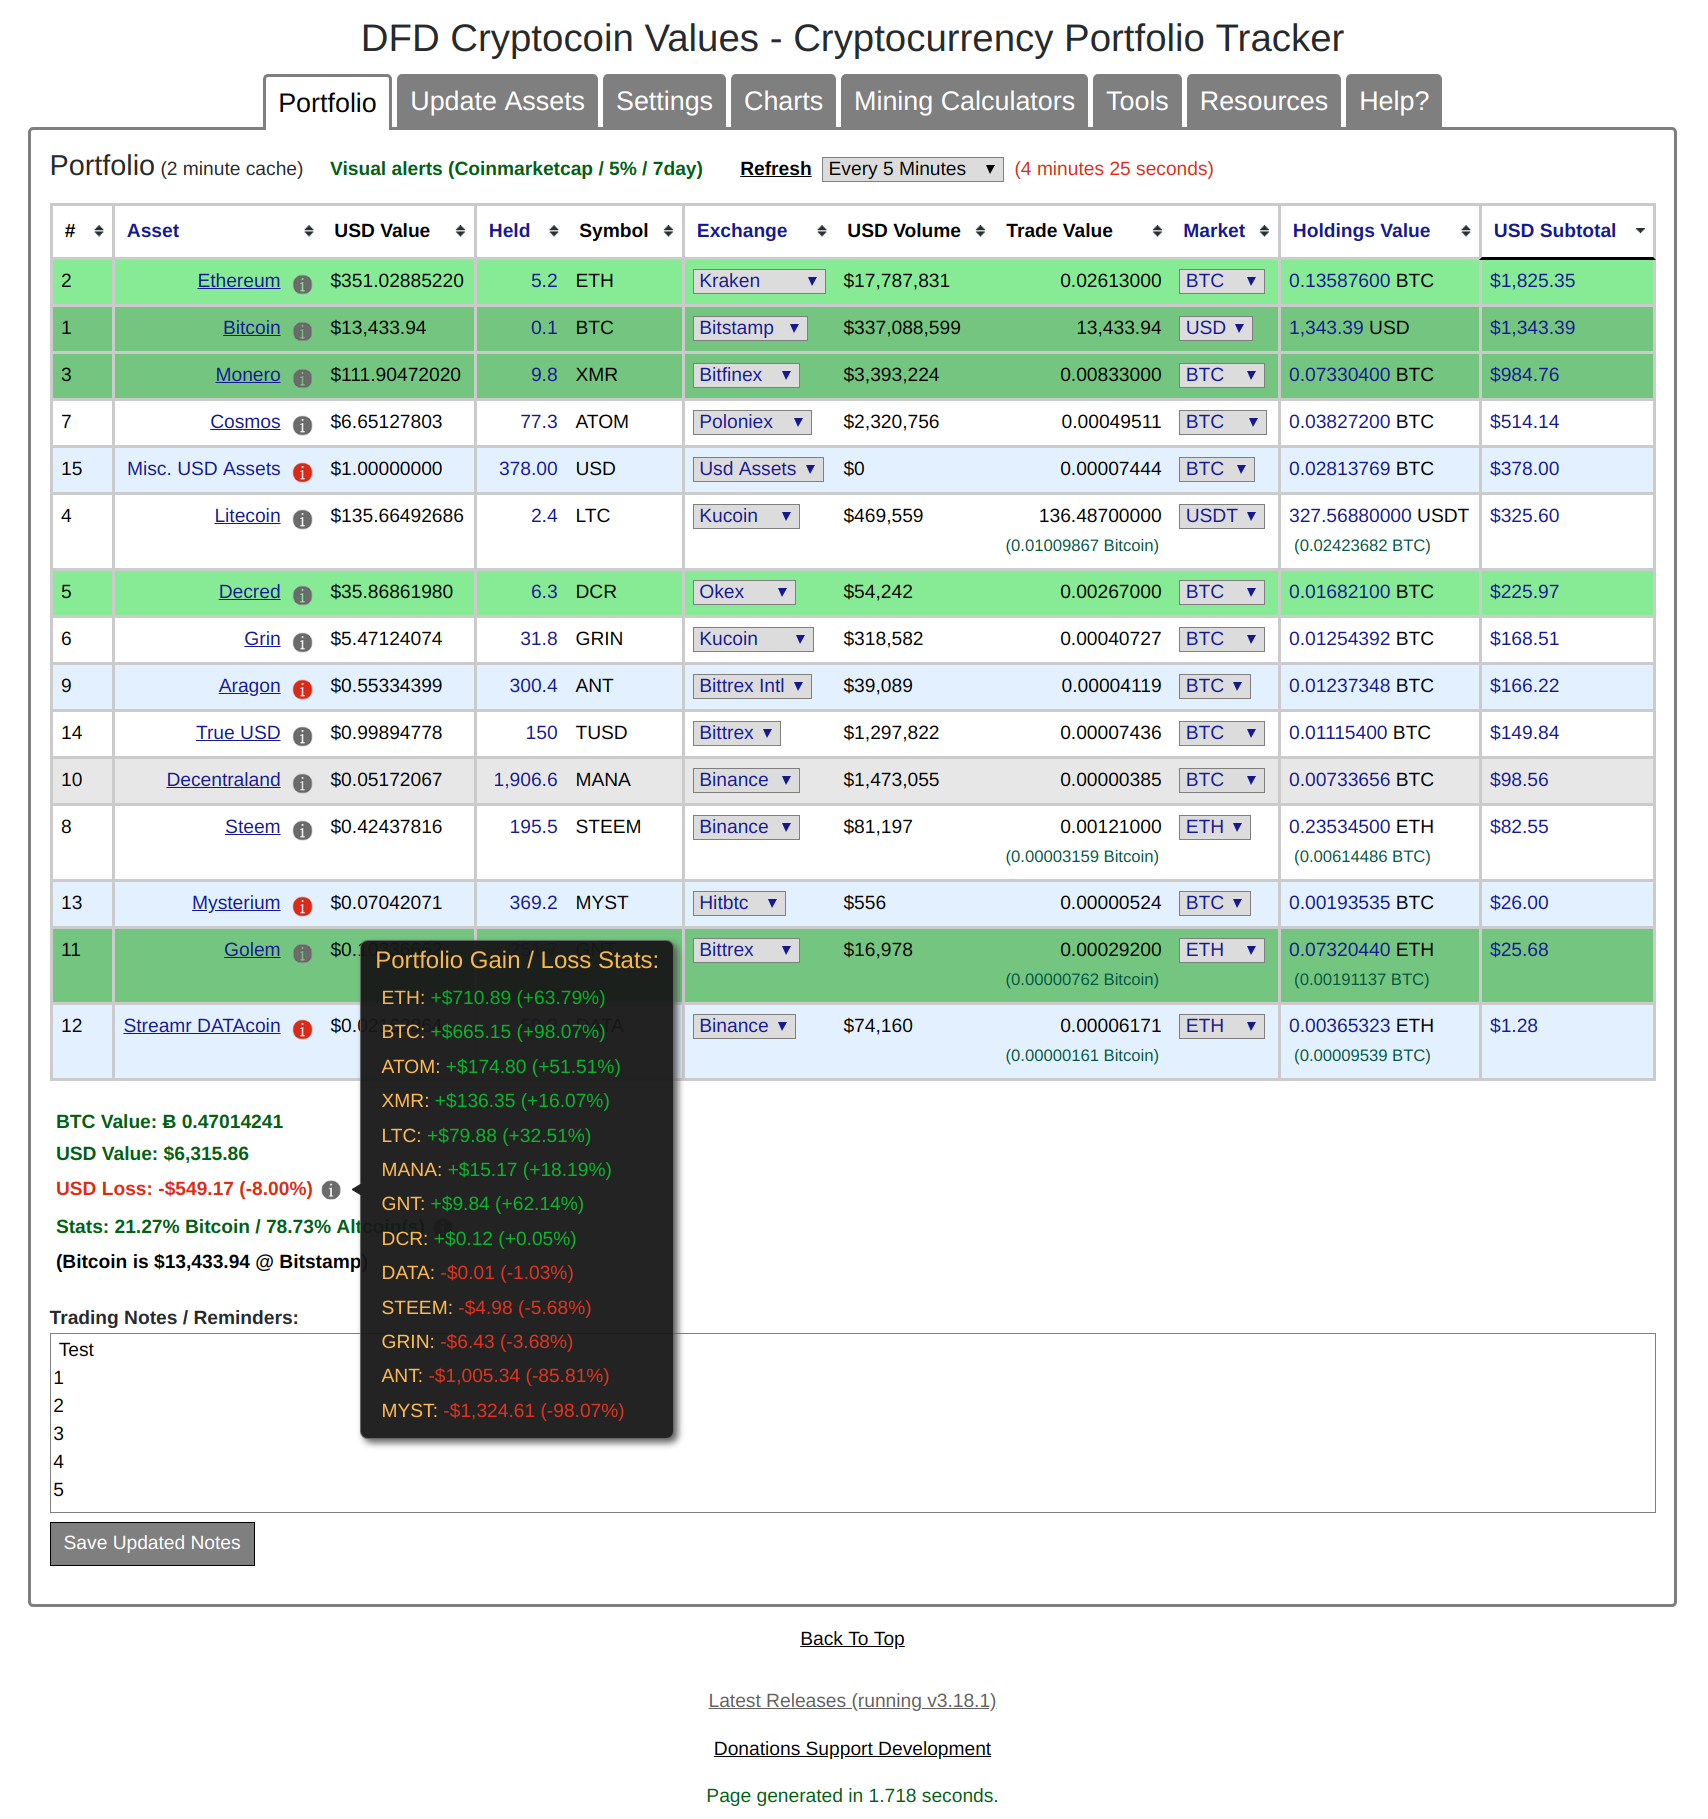 DFD Cryptocoin Values - Cryptocurrency Portfolio Tracker
Portfolio Update Assets Settings Charts Mining Calculators Tools Resources Help?
Portfolio (2 minute cache) Visual alerts (Coinmarketcap / 5% / 7day) Refresh Every 5 Minutes (4 minutes 25 seconds)
# Asset USD Value Held Symbol Exchange USD Volume Trade Value Market Holdings Value USD Subtotal
2 Ethereum $351.02885220 5.2 ETH Kraken $17,787,831 0.02613000 BTC 0.13587600 BTC $1,825.35
1 Bitcoin $13,433.94 0.1 BTC Bitstamp $337,088,599 13,433.94 USD 1,343.39 USD $1,343.39
3 Monero $111.90472020 9.8 XMR Bitfinex $3,393,224 0.00833000 BTC 0.07330400 BTC $984.76
7 Cosmos $6.65127803 77.3 ATOM Poloniex $2,320,756 0.00049511 BTC 0.03827200 BTC $514.14
15 Misc. USD Assets $1.00000000 378.00 USD Usd Assets $0 0.00007444 BTC 0.02813769 BTC $378.00
4 Litecoin $135.66492686 2.4 LTC Kucoin $469,559 136.48700000 USDT 327.56880000 USDT $325.60
(0.01009867 Bitcoin) (0.02423682 BTC)
5 Decred $35.86861980 6.3 DCR Okex $54,242 0.00267000 BTC 0.01682100 BTC $225.97
6 Grin $5.47124074 31.8 GRIN Kucoin $318,582 0.00040727 BTC 0.01254392 BTC $168.51
9 Aragon $0.55334399 300.4 ANT Bittrex Intl $39,089 0.00004119 BTC 0.01237348 BTC $166.22
14 True USD $0.99894778 150 TUSD Bittrex $1,297,822 0.00007436 BTC 0.01115400 BTC $149.84
10 Decentraland $0.05172067 1,906.6 MANA Binance $1,473,055 0.00000385 BTC 0.00733656 BTC $98.56
8 Steem $0.42437816 195.5 STEEM Binance $81,197 0.00121000 ETH 0.23534500 ETH $82.55
(0.00003159 Bitcoin) (0.00614486 BTC)
13 Mysterium $0.07042071 369.2 MYST Hitbtc $556 0.00000524 BTC 0.00193535 BTC $26.00
11 Golem Bittrex $16,978 0.00029200 ETH 0.07320440 ETH $25.68
(0.00000762 Bitcoin) (0.00191137 BTC)
12 Streamr DATAcoin Binance $74,160 0.00006171 ETH 0.00365323 ETH $1.28
(0.00000161 Bitcoin) (0.00009539 BTC)
Portfolio Gain / Loss Stats:
ETH: +$710.89 (+63.79%)
BTC: +$665.15 (+98.07%)
ATOM: +$174.80 (+51.51%)
XMR: +$136.35 (+16.07%)
LTC: +$79.88 (+32.51%)
MANA: +$15.17 (+18.19%)
GNT: +$9.84 (+62.14%)
DCR: +$0.12 (+0.05%)
DATA: -$0.01 (-1.03%)
STEEM: -$4.98 (-5.68%)
GRIN: -$6.43 (-3.68%)
ANT: -$1,005.34 (-85.81%)
MYST: -$1,324.61 (-98.07%)
BTC Value: Ƀ 0.47014241
USD Value: $6,315.86
USD Loss: -$549.17 (-8.00%)
Stats: 21.27% Bitcoin / 78.73% Altcoin(s)
(Bitcoin is $13,433.94 @ Bitstamp)
Trading Notes / Reminders:
Test
1
2
3
4
5
Save Updated Notes
Back To Top
Latest Releases (running v3.18.1)
Donations Support Development
Page generated in 1.718 seconds.